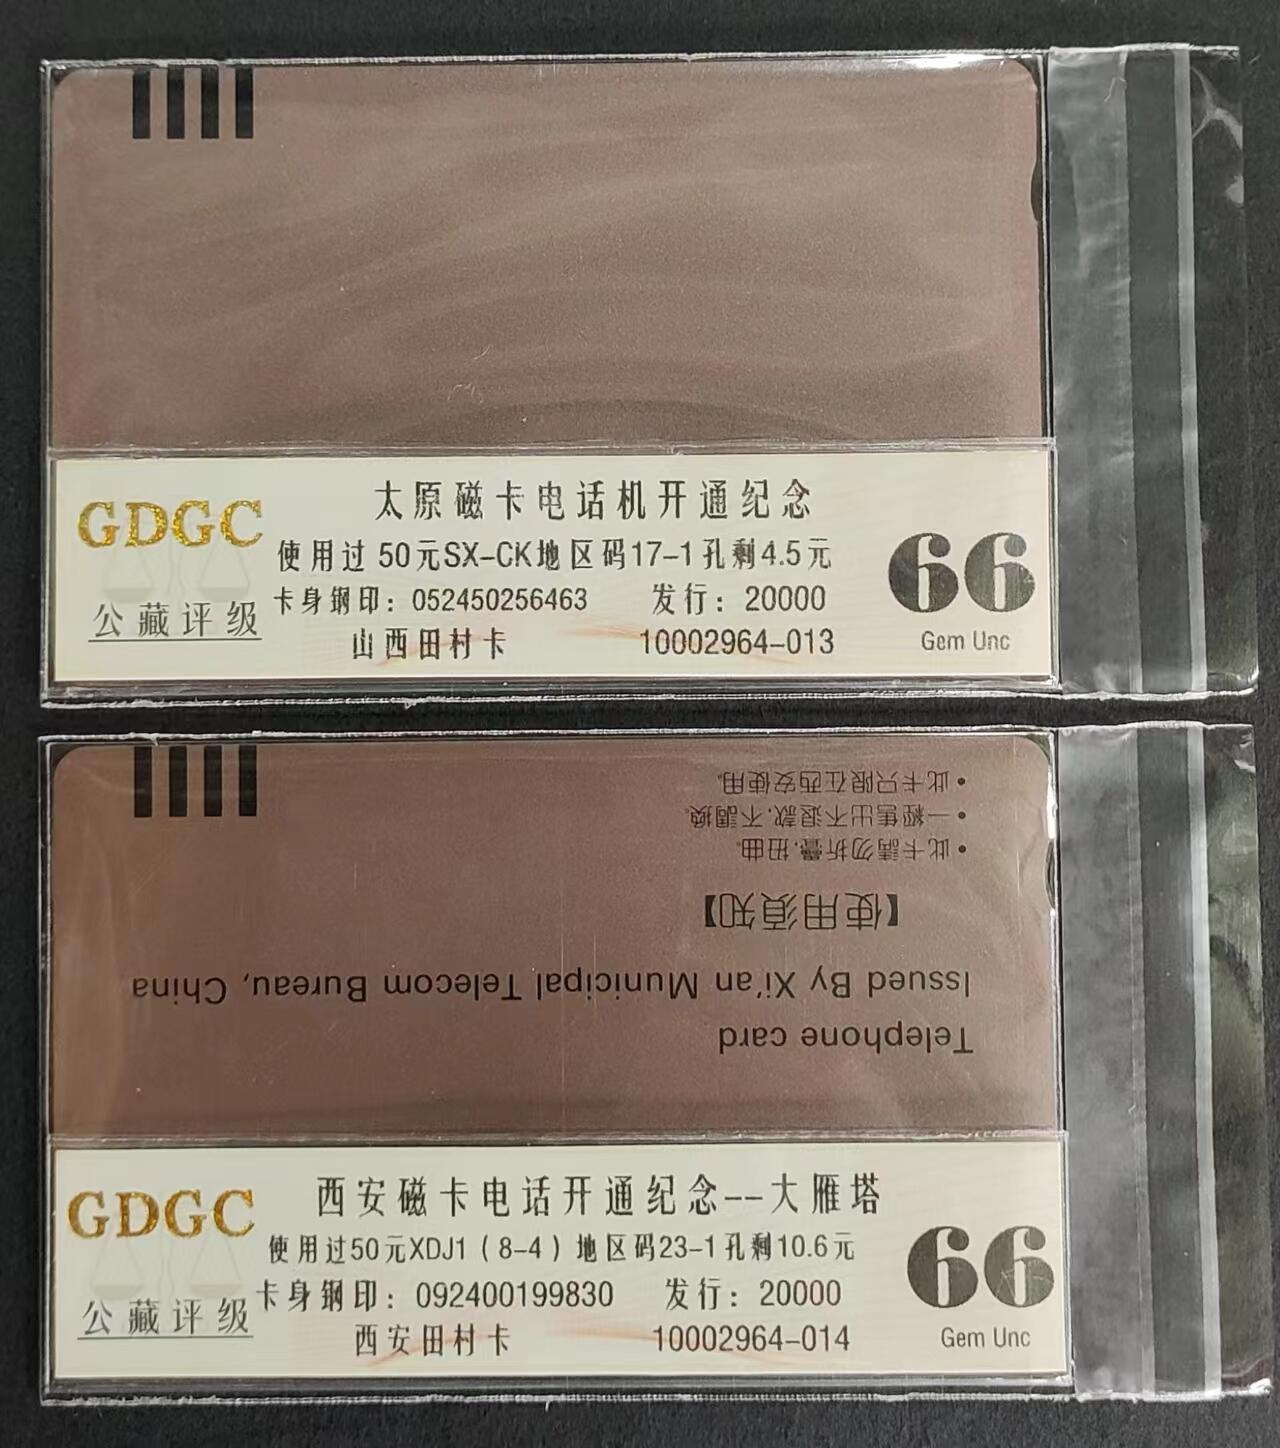 GDGC
公藏评级
太原磁卡电话机开通纪念
使用过 50元SX-CK地区码17-1孔剩4.5元
卡身钢印：052450256463 发行：20000
山西田村卡 10002964-013
66
Gem Unc
Telephone card
Issued By Xi'an Municipal Telecom Bureau, China
【使用须知】
•此卡請勿折疊.扭曲。
•一經售出不退款.不調換。
•此卡只限在西安使用。
GDGC
公藏评级
西安磁卡电话开通纪念--大雁塔
使用过50元XDJ1（8-4）地区码23-1孔剩10.6元
卡身钢印：092400199830 发行：20000
西安田村卡 10002964-014
66
Gem Unc